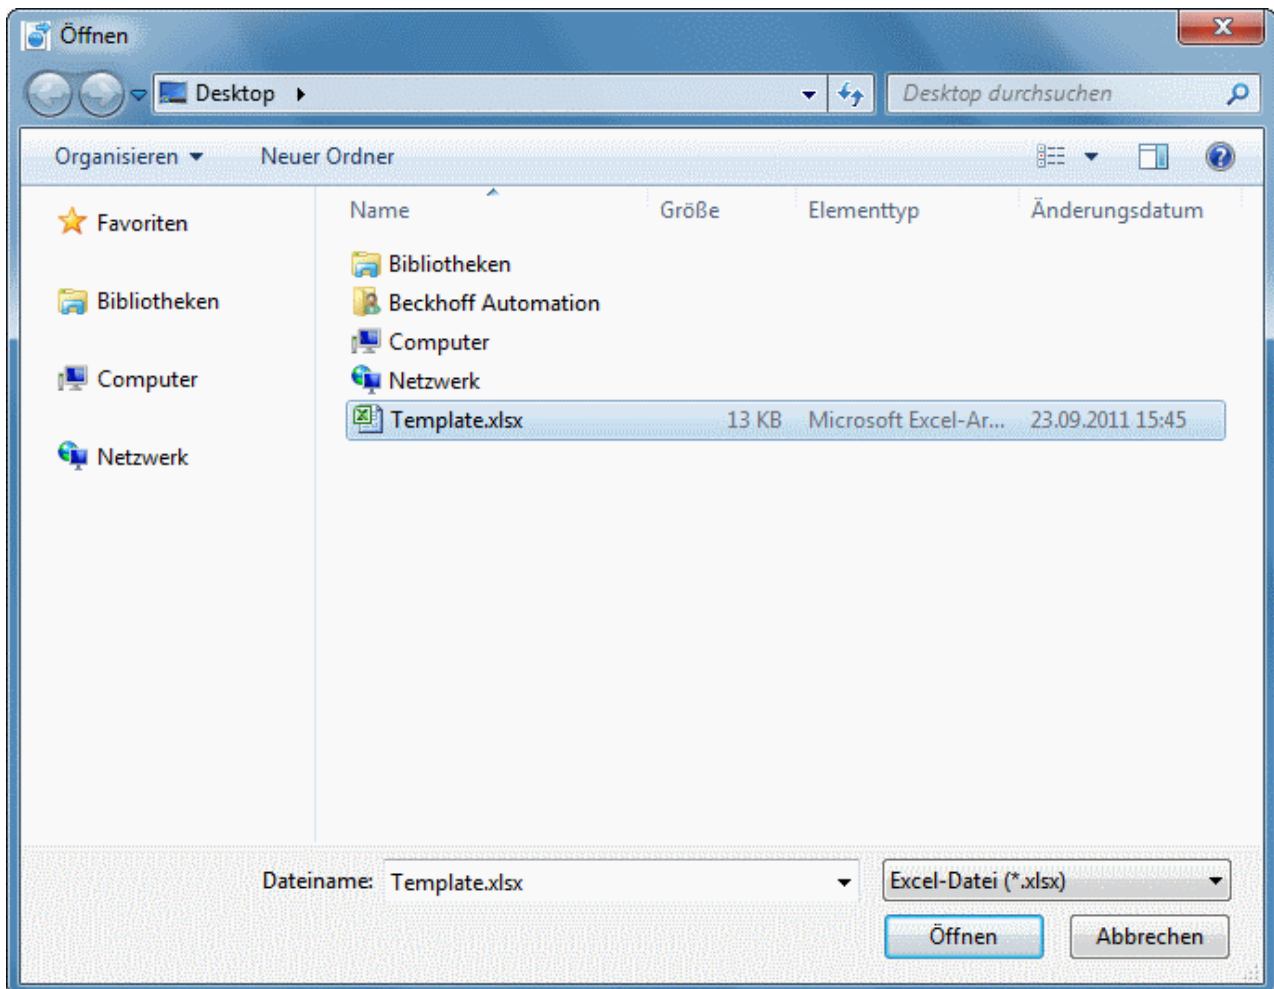 Öffnen
Desktop
Desktop durchsuchen
Organisieren Neuer Ordner
Favoriten
Bibliotheken
Computer
Netzwerk
Name Größe Elementtyp Änderungsdatum
Bibliotheken
Beckhoff Automation
Computer
Netzwerk
Template.xlsx 13 KB Microsoft Excel-Ar... 23.09.2011 15:45
Dateiname: Template.xlsx Excel-Datei (*.xlsx)
Öffnen Abbrechen